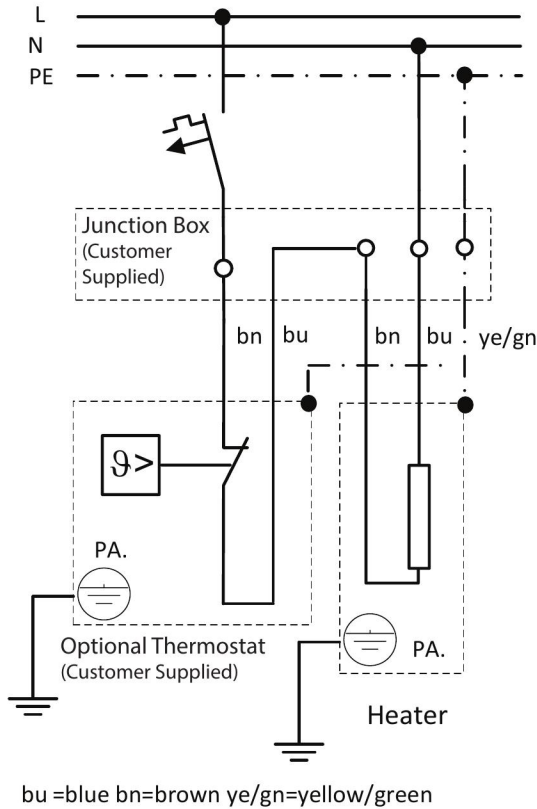 L
N
PE
Junction Box
(Customer
Supplied)
bn bu bn bu ye/gn
ϑ>
PA.
PA.
Optional Thermostat
(Customer Supplied)
Heater
bu =blue bn=brown ye/gn=yellow/green